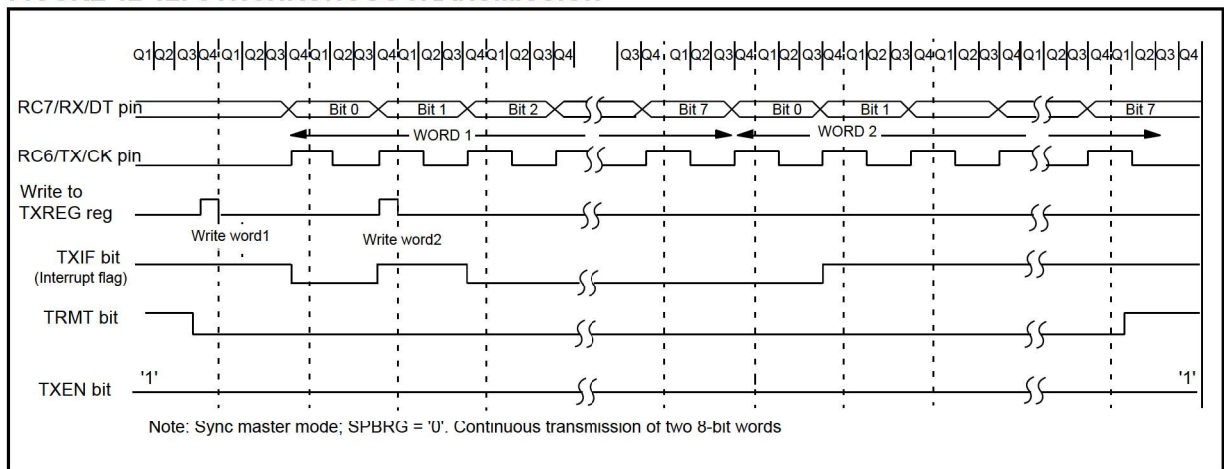 Q1 Q2 Q3 Q4 Q1 Q2 Q3 Q4 Q1 Q2 Q3 Q4 Q1 Q2 Q3 Q4 Q1 Q2 Q3 Q4 Q3 Q4 Q1 Q2 Q3 Q4 Q1 Q2 Q3 Q4 Q1 Q2 Q3 Q4 Q1 Q2 Q3 Q4 Q1 Q2 Q3 Q4 Q1 Q2 Q3 Q4
RC7/RX/DT pin Bit 0 Bit 1 Bit 2 Bit 7 Bit 0 Bit 1 Bit 7
WORD 1 WORD 2
RC6/TX/CK pin
Write to
TXREG reg
Write word1 Write word2
TXIF bit
(Interrupt flag)
TRMT bit
TXEN bit '1' '1'
Note: Sync master mode; SPBRG = '0'. Continuous transmission of two 8-bit words